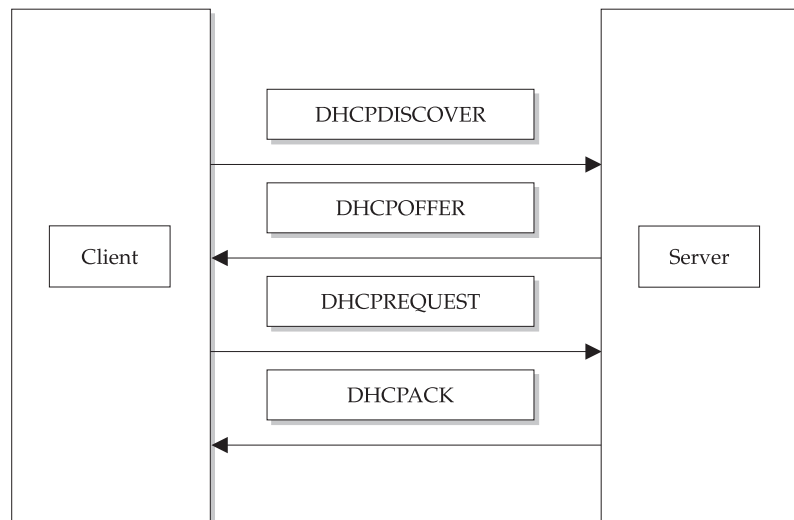 DHCPDISCOVER
DHCPOFFER
Client
Server
DHCPREQUEST
DHCPACK